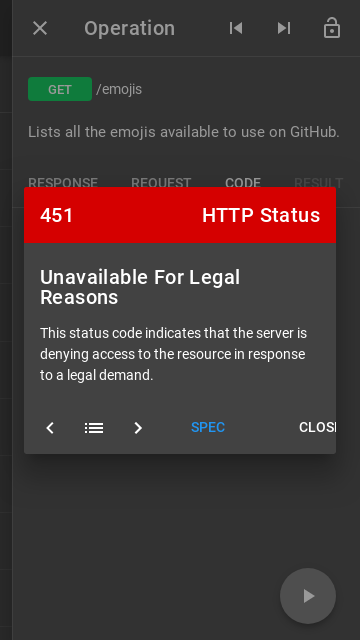 Operation
GET /emojis
Lists all the emojis available to use on GitHub.
RESPONSE REQUEST CODE RESULT
451 HTTP Status
Unavailable For Legal
Reasons
This status code indicates that the server is
denying access to the resource in response
to a legal demand.
SPEC CLOS